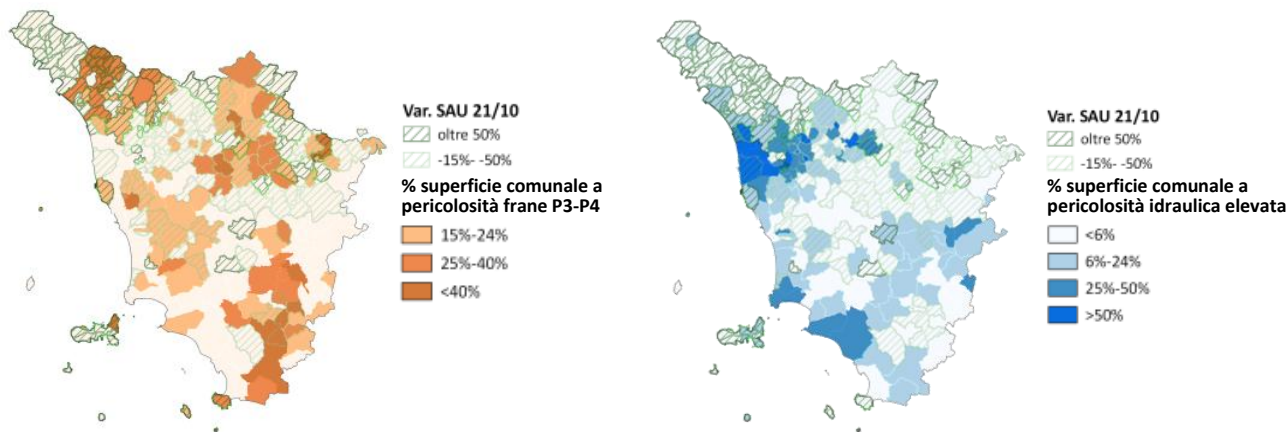 Var. SAU 21/10
oltre 50%
-15%- -50%
% superficie comunale a
pericolosità frane P3-P4
15%-24%
25%-40%
<40%
Var. SAU 21/10
oltre 50%
-15%- -50%
% superficie comunale a
pericolosità idraulica elevata
<6%
6%-24%
25%-50%
>50%